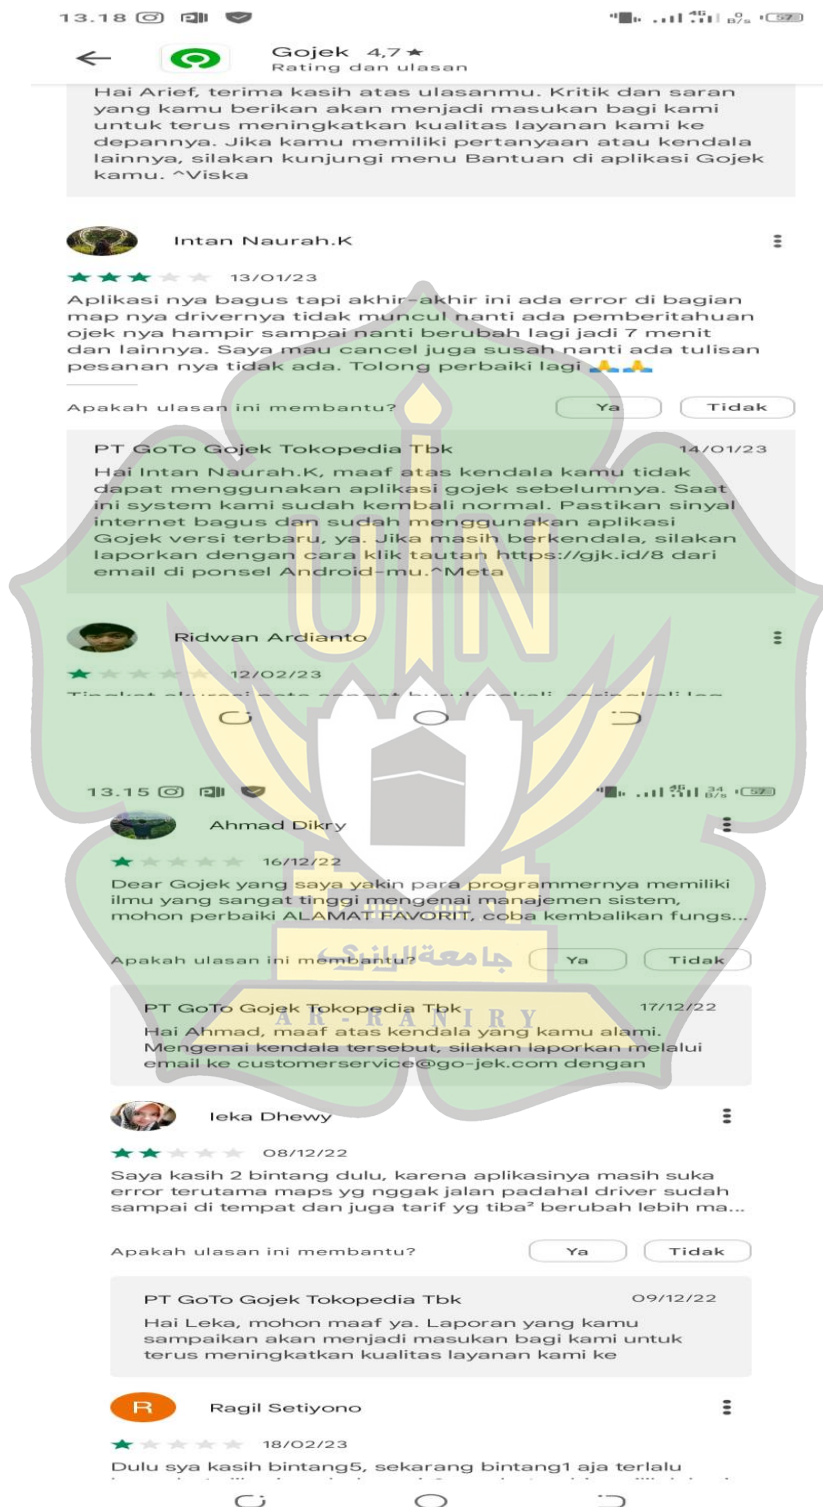 13.18
0 B/s 57
Gojek 4,7★
Rating dan ulasan
Hai Arief, terima kasih atas ulasanmu. Kritik dan saran
yang kamu berikan akan menjadi masukan bagi kami
untuk terus meningkatkan kualitas layanan kami ke
depannya. Jika kamu memiliki pertanyaan atau kendala
lainnya, silakan kunjungi menu Bantuan di aplikasi Gojek
kamu. ^Viska
Intan Naurah.K
13/01/23
Aplikasi nya bagus tapi akhir-akhir ini ada error di bagian
map nya drivernya tidak muncul nanti ada pemberitahuan
ojek nya hampir sampai nanti berubah lagi jadi 7 menit
dan lainnya. Saya mau cancel juga susah nanti ada tulisan
pesanan nya tidak ada. Tolong perbaiki lagi 🙏🙏
Apakah ulasan ini membantu? Ya Tidak
PT GoTo Gojek Tokopedia Tbk 14/01/23
Hai Intan Naurah.K, maaf atas kendala kamu tidak
dapat menggunakan aplikasi gojek sebelumnya. Saat
ini system kami sudah kembali normal. Pastikan sinyal
internet bagus dan sudah menggunakan aplikasi
Gojek versi terbaru, ya. Jika masih berkendala, silakan
laporkan dengan cara klik tautan https://gjk.id/8 dari
email di ponsel Android-mu.^Meta
UIN
Ridwan Ardianto
12/02/23
13.15
34 B/s 57
Ahmad Dikry
16/12/22
Dear Gojek yang saya yakin para programmernya memiliki
ilmu yang sangat tinggi mengenai manajemen sistem,
mohon perbaiki ALAMAT FAVORIT, coba kembalikan fungs...
جامعة الرانري
Apakah ulasan ini membantu? Ya Tidak
PT GoTo Gojek Tokopedia Tbk 17/12/22
AR-RANIRY
Hai Ahmad, maaf atas kendala yang kamu alami.
Mengenai kendala tersebut, silakan laporkan melalui
email ke customerservice@go-jek.com dengan
Ieka Dhewy
08/12/22
Saya kasih 2 bintang dulu, karena aplikasinya masih suka
error terutama maps yg nggak jalan padahal driver sudah
sampai di tempat dan juga tarif yg tiba² berubah lebih ma...
Apakah ulasan ini membantu? Ya Tidak
PT GoTo Gojek Tokopedia Tbk 09/12/22
Hai Leka, mohon maaf ya. Laporan yang kamu
sampaikan akan menjadi masukan bagi kami untuk
terus meningkatkan kualitas layanan kami ke
R
Ragil Setiyono
18/02/23
Dulu sya kasih bintang5, sekarang bintang1 aja terlalu